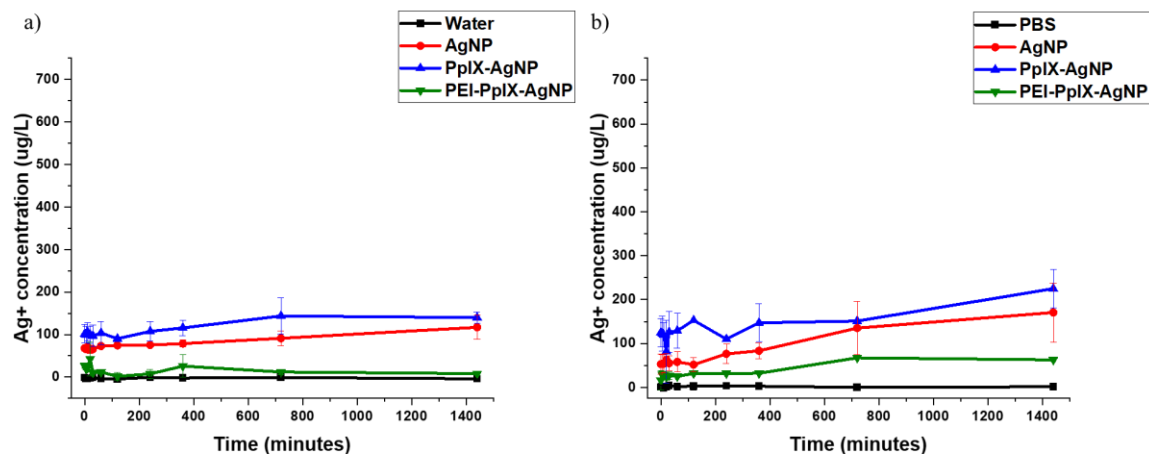 a)
Water
AgNP
PpIX-AgNP
PEI-PpIX-AgNP
Ag+ concentration (ug/L)
700
600
500
400
300
200
100
0
0 200 400 600 800 1000 1200 1400
Time (minutes)
b)
PBS
AgNP
PpIX-AgNP
PEI-PpIX-AgNP
Ag+ concentration (ug/L)
700
600
500
400
300
200
100
0
0 200 400 600 800 1000 1200 1400
Time (minutes)